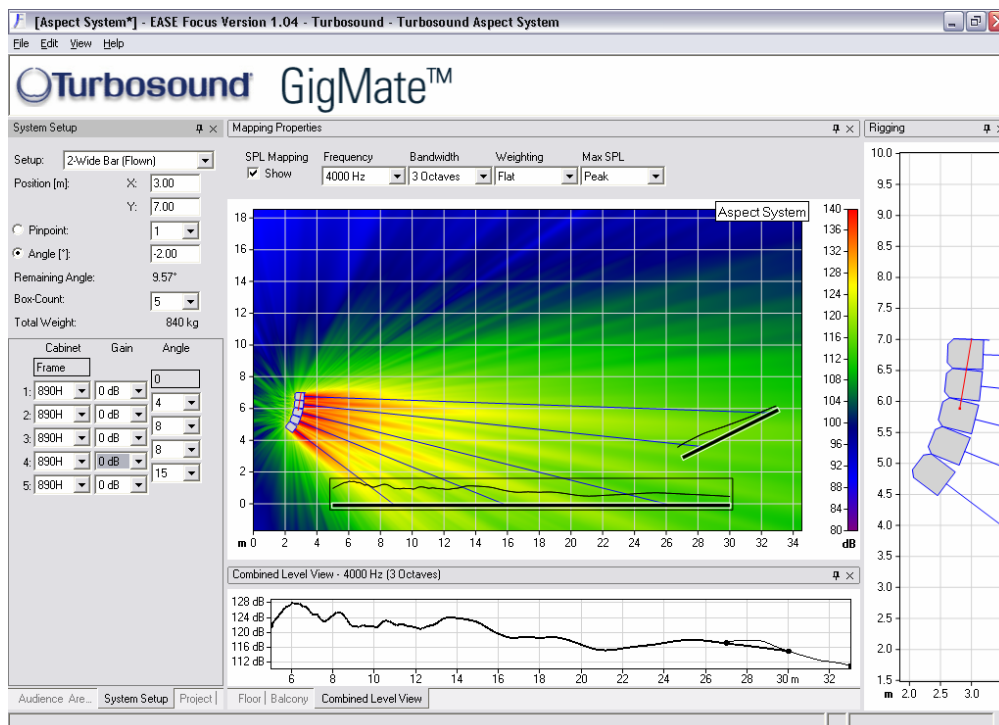 [Aspect System*] - EASE Focus Version 1.04 - Turbosound - Turbosound Aspect System
File Edit View Help
Turbosound GigMate™
System Setup
Setup: 2-Wide Bar (Flown)
Position [m]: X: 3.00
Y: 7.00
Pinpoint: 1
Angle [°]: -2.00
Remaining Angle: 9.57°
Box-Count: 5
Total Weight: 840 kg
Cabinet Gain Angle
Frame
0
1: 890H 0 dB
4
2: 890H 0 dB
8
3: 890H 0 dB
8
4: 890H 0 dB
15
5: 890H 0 dB
Audience Are... System Setup Project
Mapping Properties
SPL Mapping Frequency Bandwidth Weighting Max SPL
Show 4000 Hz 3 Octaves Flat Peak
Aspect System
18
16
14
12
10
8
6
4
2
0
m 0 2 4 6 8 10 12 14 16 18 20 22 24 26 28 30 32 34
140
136
132
128
124
120
116
112
108
104
100
96
92
88
84
80
dB
Combined Level View - 4000 Hz (3 Octaves)
128 dB
124 dB
120 dB
116 dB
112 dB
6 8 10 12 14 16 18 20 22 24 26 28 30 m 32
Floor Balcony Combined Level View
Rigging
10.0
9.5
9.0
8.5
8.0
7.5
7.0
6.5
6.0
5.5
5.0
4.5
4.0
3.5
3.0
2.5
2.0
1.5
m 2.0 2.5 3.0